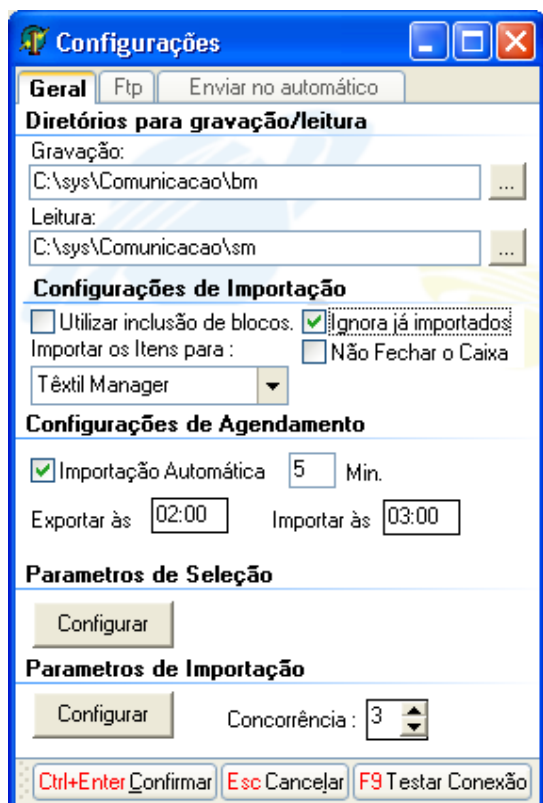 Configurações
Geral Ftp Enviar no automático
Diretórios para gravação/leitura
Gravação:
C:\sys\Comunicacao\bm ...
Leitura:
C:\sys\Comunicacao\sm ...
Configurações de Importação
Utilizar inclusão de blocos. Ignora já importados
Importar os Itens para : Não Fechar o Caixa
Têxtil Manager
Configurações de Agendamento
Importação Automática 5 Min.
Exportar às 02:00 Importar às 03:00
Parametros de Seleção
Configurar
Parametros de Importação
Configurar Concorrência : 3
Ctrl+Enter Confirmar Esc Cancelar F9 Testar Conexão